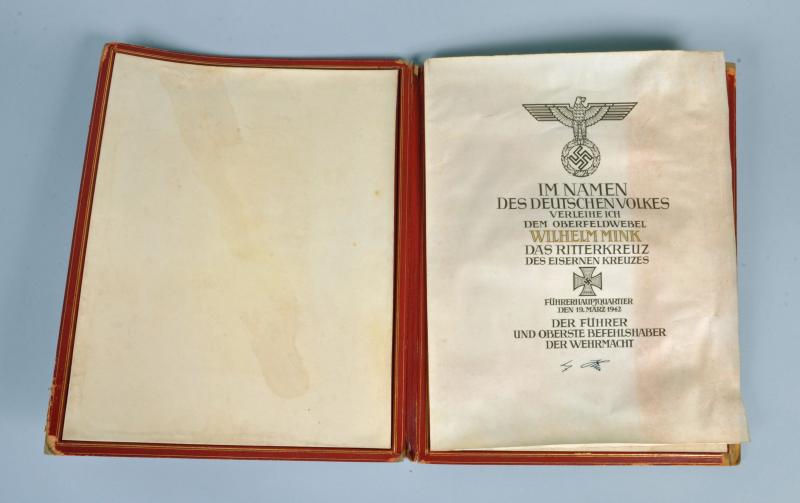 IM NAMEN
DES DEUTSCHEN VOLKES
VERLEIHE ICH
DEM OBERFELDWEBEL
WILHELM MINK
DAS RITTERKREUZ
DES EISERNEN KREUZES
FÜHRERHAUPTQUARTIER
DEN 19. MÄRZ 1942
DER FÜHRER
UND OBERSTE BEFEHLSHABER
DER WEHRMACHT